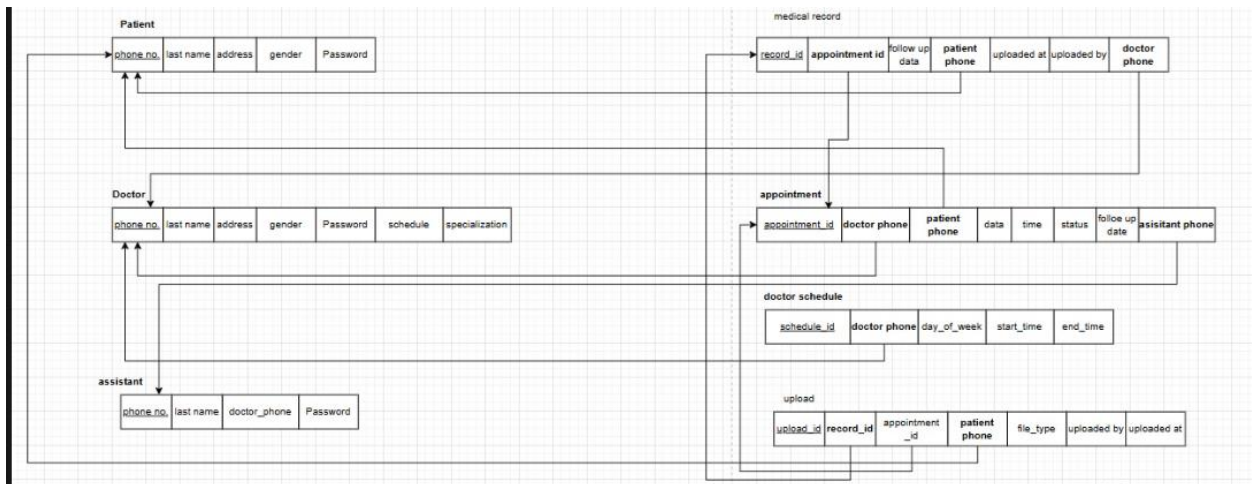 Patient
phone no. last name address gender Password
medical record
record_id appointment id follow up data patient phone uploaded at uploaded by doctor phone
Doctor
phone no. last name address gender Password schedule specialization
appointment
appointment_id doctor phone patient phone data time status folloe up date asisitant phone
doctor schedule
schedule_id doctor phone day_of_week start_time end_time
assistant
phone no. last name doctor_phone Password
upload
upload_id record_id appointment _id patient phone file_type uploaded by uploaded at